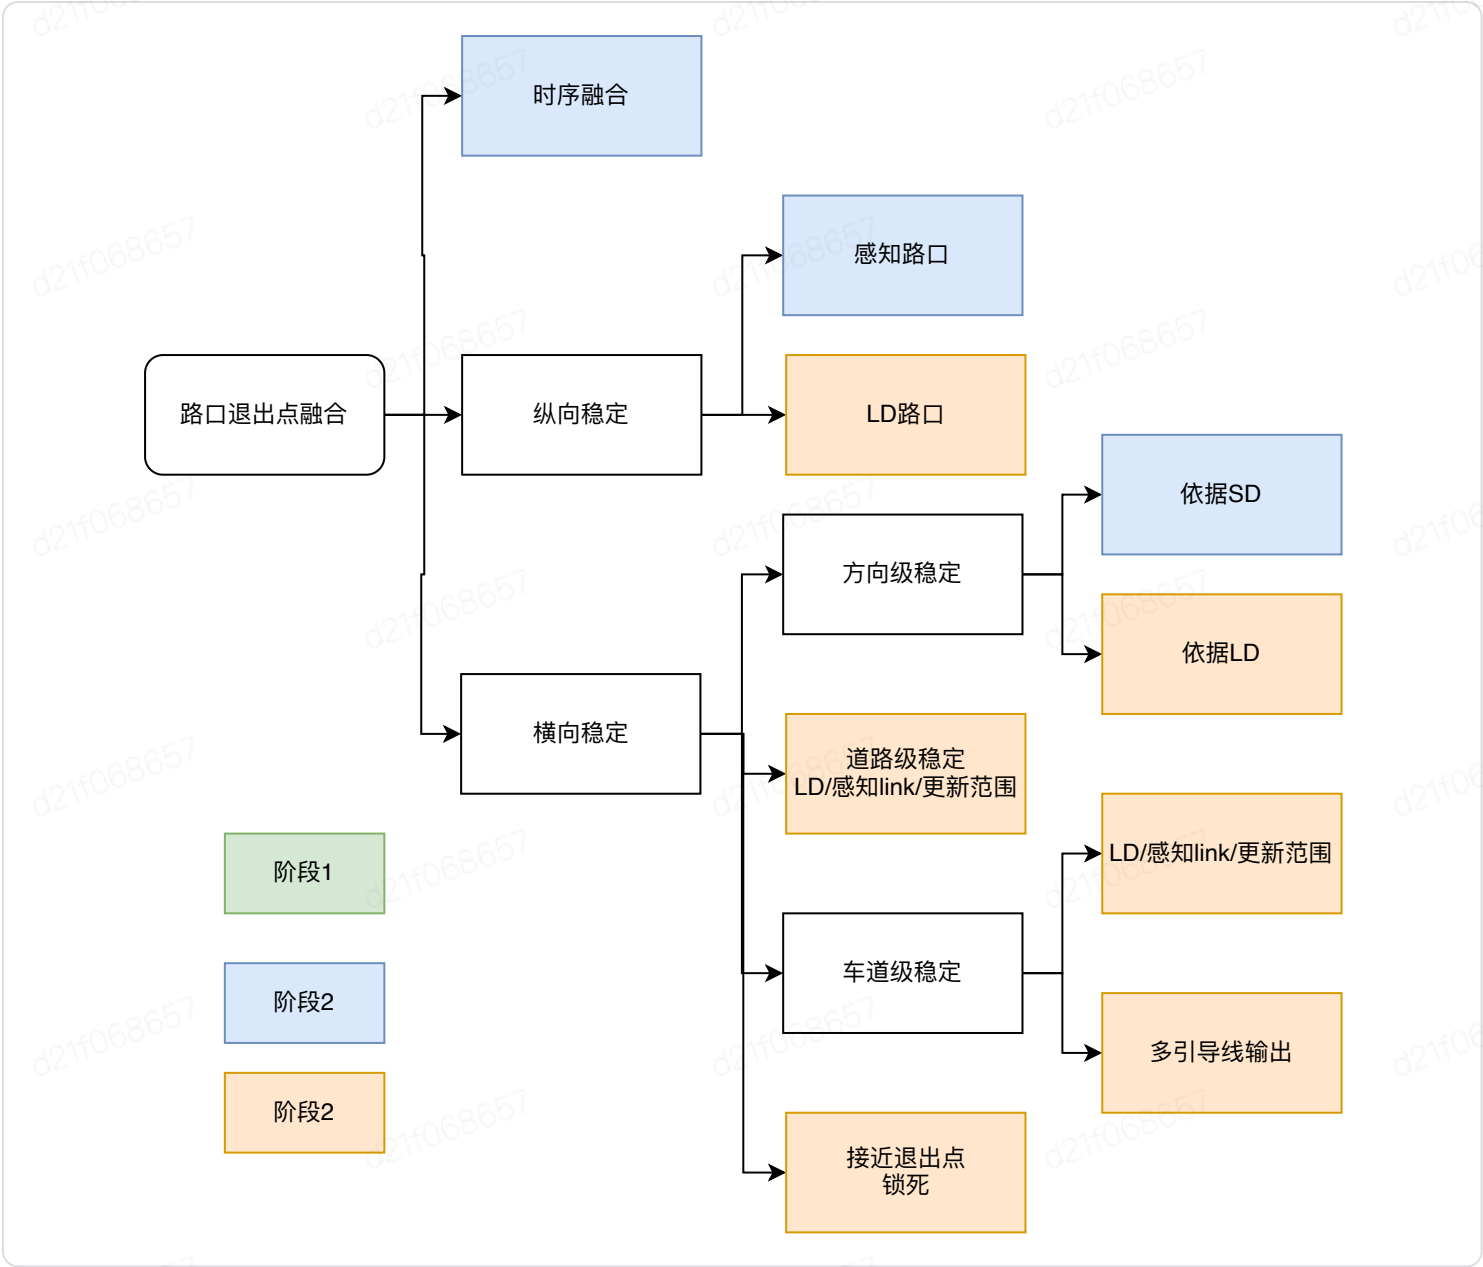 时序融合
感知路口
路口退出点融合
纵向稳定
LD路口
依据SD
方向级稳定
依据LD
横向稳定
道路级稳定
LD/感知link/更新范围
LD/感知link/更新范围
阶段1
车道级稳定
阶段2
多引导线输出
阶段2
接近退出点
锁死
d21f068657